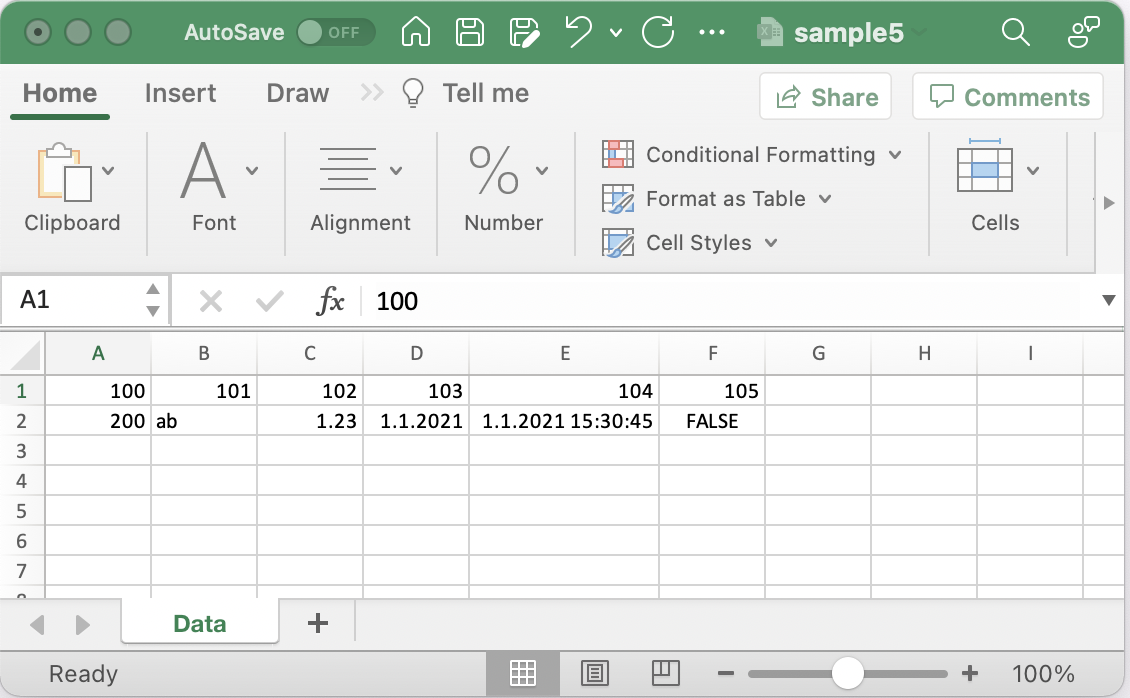 AutoSave OFF sample5
Home Insert Draw Tell me Share Comments
Clipboard Font Alignment % Number Conditional Formatting Format as Table Cell Styles Cells
A1 fx 100
A B C D E F G H I
1 100 101 102 103 104 105
2 200 ab 1.23 1.1.2021 1.1.2021 15:30:45 FALSE
3
4
5
6
7
Data
Ready 100%